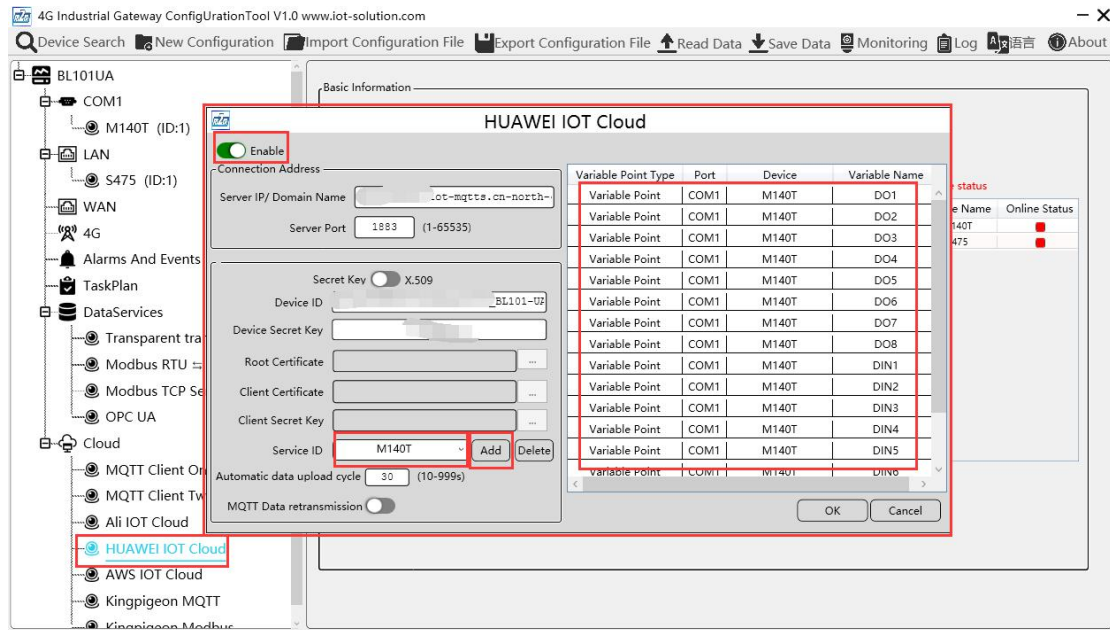 4G Industrial Gateway ConfigUrationTool V1.0 www.iot-solution.com
Device Search New Configuration Import Configuration File Export Configuration File Read Data Save Data Monitoring Log 语言 About
BL101UA
COM1
M140T (ID:1)
LAN
S475 (ID:1)
WAN
4G
Alarms And Events
TaskPlan
DataServices
Transparent tra
Modbus RTU ⇆
Modbus TCP Se
OPC UA
Cloud
MQTT Client On
MQTT Client Tw
Ali IOT Cloud
HUAWEI IOT Cloud
AWS IOT Cloud
Kingpigeon MQTT
Kingpigeon Modbus
Basic Information
status
e Name Online Status
140T
475
HUAWEI IOT Cloud
Enable
Connection Address
Server IP/ Domain Name iot-mqtts.cn-north-
Server Port 1883 (1-65535)
Secret Key X.509
Device ID _BL101-UA
Device Secret Key
Root Certificate ...
Client Certificate ...
Client Secret Key ...
Service ID M140T Add Delete
Automatic data upload cycle 30 (10-999s)
MQTT Data retransmission
Variable Point Type Port Device Variable Name
Variable Point COM1 M140T DO1
Variable Point COM1 M140T DO2
Variable Point COM1 M140T DO3
Variable Point COM1 M140T DO4
Variable Point COM1 M140T DO5
Variable Point COM1 M140T DO6
Variable Point COM1 M140T DO7
Variable Point COM1 M140T DO8
Variable Point COM1 M140T DIN1
Variable Point COM1 M140T DIN2
Variable Point COM1 M140T DIN3
Variable Point COM1 M140T DIN4
Variable Point COM1 M140T DIN5
Variable Point COM1 M140T DIN6
OK Cancel